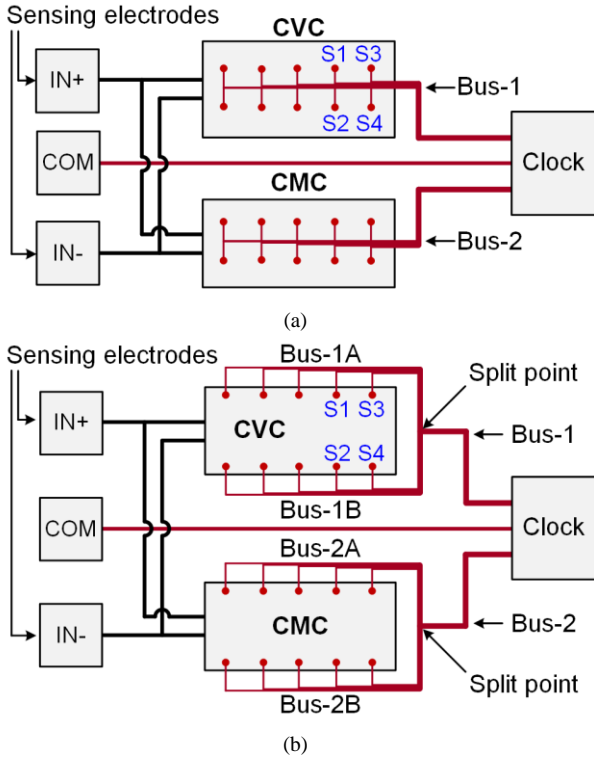 Sensing electrodes
CVC
S1 S3
IN+
Bus-1
S2 S4
COM
Clock
CMC
IN-
Bus-2
(a)
Sensing electrodes
Bus-1A
Split point
IN+
S1 S3
CVC
Bus-1
S2 S4
Bus-1B
COM
Clock
Bus-2A
IN-
CMC
Bus-2
Split point
Bus-2B
(b)